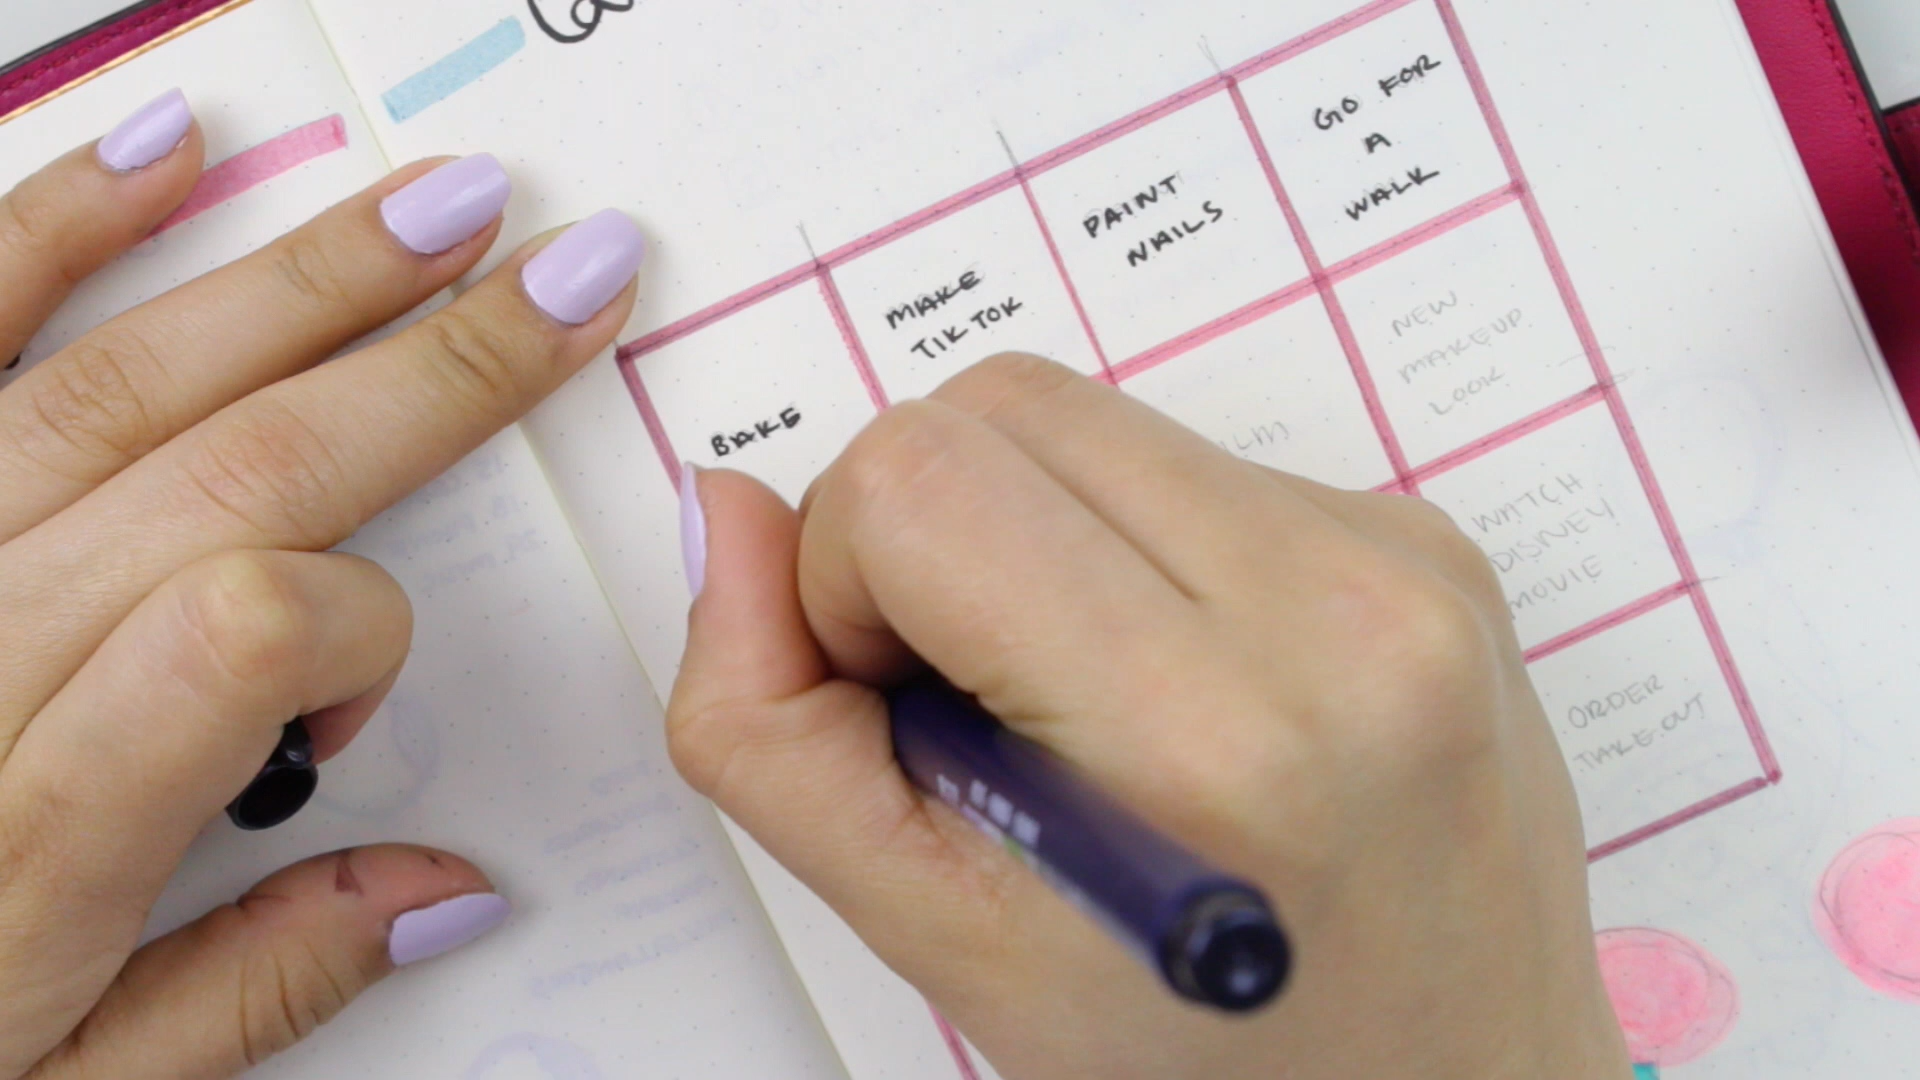 BAKE
MAKE
TIK TOK
PAINT
NAILS
GO FOR
A
WALK
NEW
MAKEUP
LOOK
WATCH
DISNEY
MOVIE
ORDER
TAKE OUT